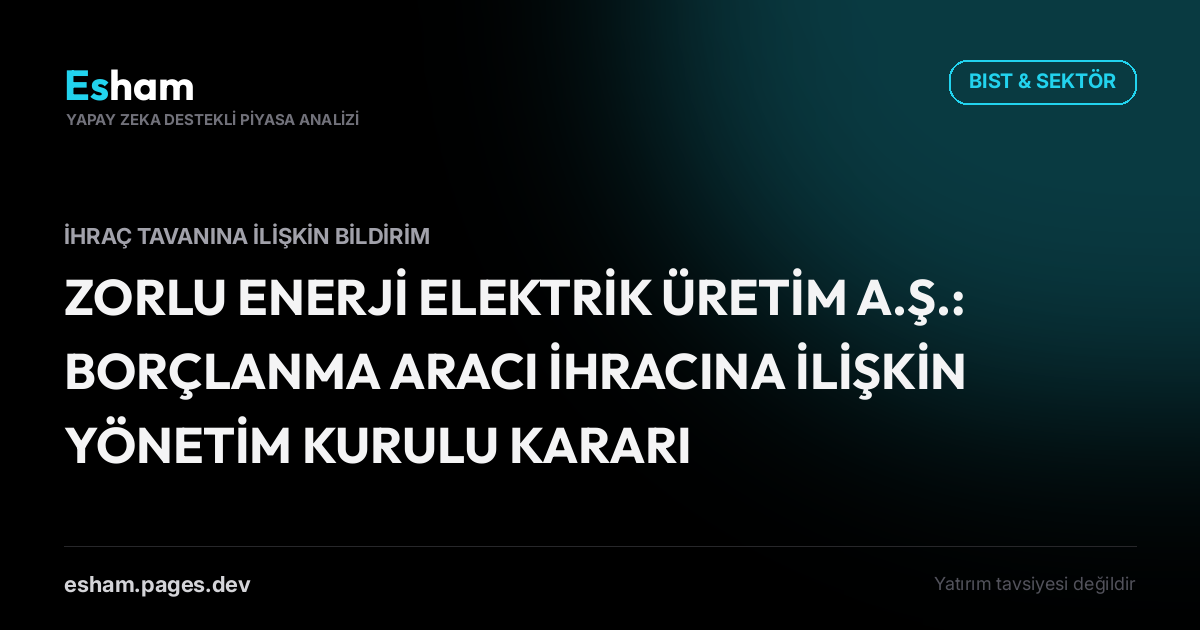 Esham
BIST & SEKTÖR
YAPAY ZEKA DESTEKLİ PİYASA ANALİZİ
İHRAÇ TAVANINA İLİŞKİN BİLDİRİM
ZORLU ENERJİ ELEKTRİK ÜRETİM A.Ş.:
BORÇLANMA ARACI İHRACINA İLİŞKİN
YÖNETİM KURULU KARARI
esham.pages.dev
Yatırım tavsiyesi değildir